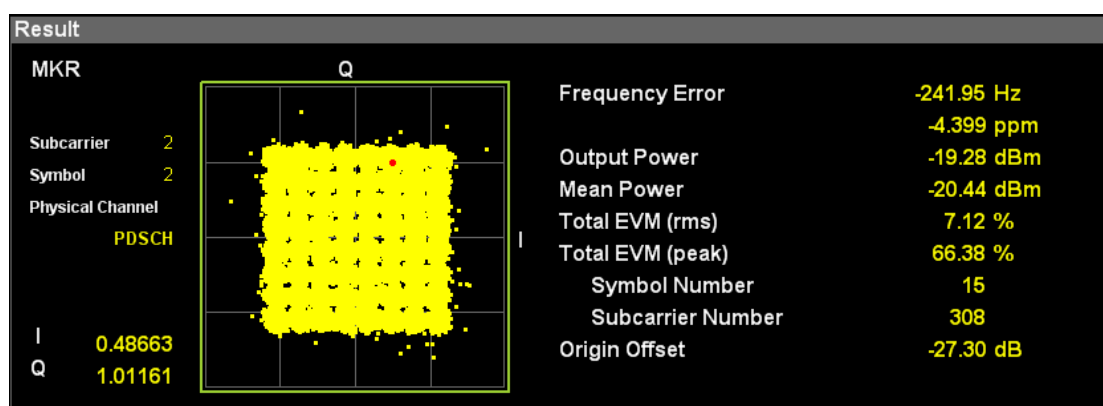 Result
MKR
Q
Subcarrier 2
Symbol 2
Physical Channel
PDSCH
I
I 0.48663
Q 1.01161
Frequency Error -241.95 Hz
-4.399 ppm
Output Power -19.28 dBm
Mean Power -20.44 dBm
Total EVM (rms) 7.12 %
Total EVM (peak) 66.38 %
Symbol Number 15
Subcarrier Number 308
Origin Offset -27.30 dB